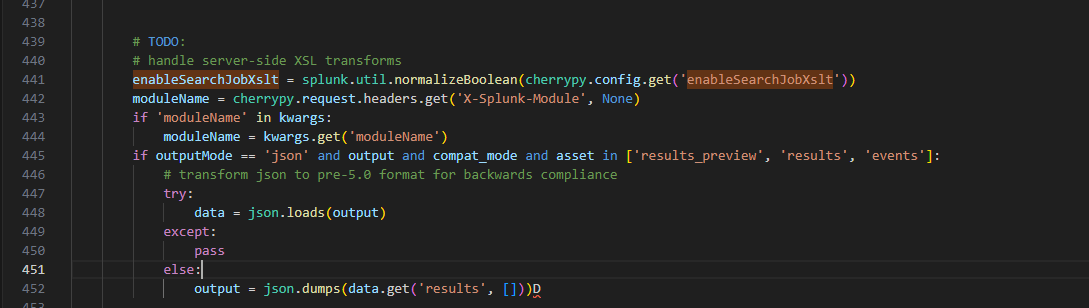 437
438
439 # TODO:
440 # handle server-side XSL transforms
441 enableSearchJobXslt = splunk.util.normalizeBoolean(cherrypy.config.get('enableSearchJobXslt'))
442 moduleName = cherrypy.request.headers.get('X-Splunk-Module', None)
443 if 'moduleName' in kwargs:
444 moduleName = kwargs.get('moduleName')
445 if outputMode == 'json' and output and compat_mode and asset in ['results_preview', 'results', 'events']:
446 # transform json to pre-5.0 format for backwards compliance
447 try:
448 data = json.loads(output)
449 except:
450 pass
451 else:
452 output = json.dumps(data.get('results', []))D
453